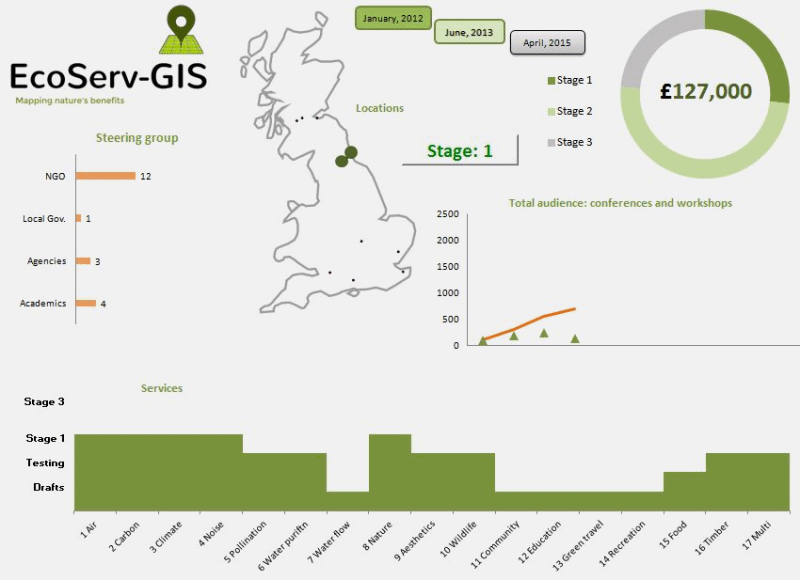 EcoServ-GIS
Mapping nature's benefits
January, 2012
June, 2013
April, 2015
Stage 1
Stage 2
Stage 3
£127,000
Locations
Stage: 1
Steering group
NGO 12
Local Gov. 1
Agencies 3
Academics 4
Total audience: conferences and workshops
2500
2000
1500
1000
500
0
Services
Stage 3
Stage 1
Testing
Drafts
1 Air
2 Carbon
3 Climate
4 Noise
5 Pollination
6 Water puriftn
7 Water flow
8 Nature
9 Aesthetics
10 Wildlife
11 Community
12 Education
13 Green travel
14 Recreation
15 Food
16 Timber
17 Multi